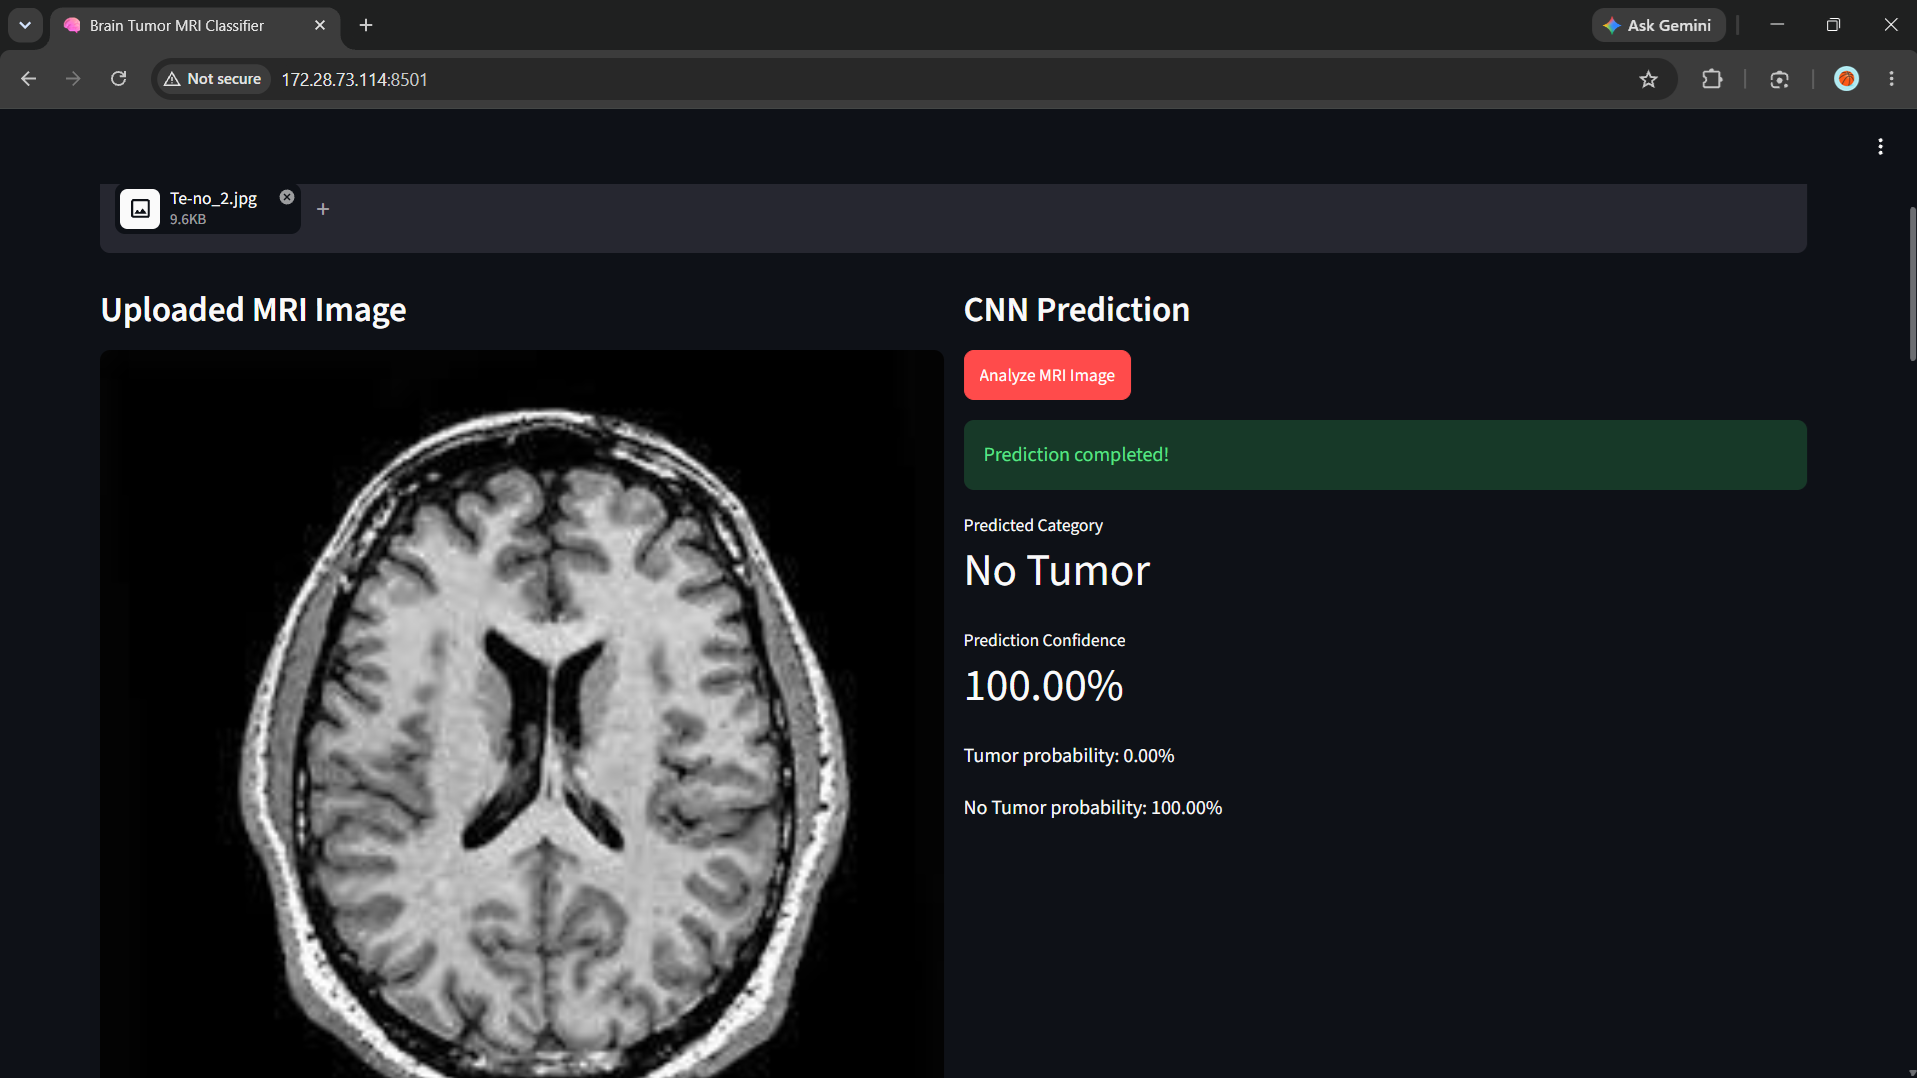 Brain Tumor MRI Classifier
Ask Gemini
Not secure
172.28.73.114:8501
Te-no_2.jpg
9.6KB
Uploaded MRI Image
CNN Prediction
Analyze MRI Image
Prediction completed!
Predicted Category
No Tumor
Prediction Confidence
100.00%
Tumor probability: 0.00%
No Tumor probability: 100.00%